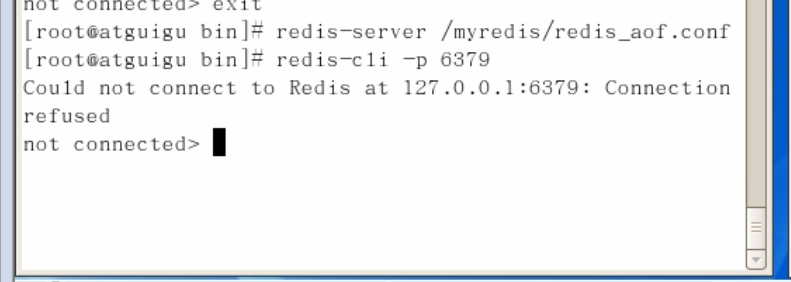 not connected> exit
[root@atguigu bin]# redis-server /myredis/redis_aof.conf
[root@atguigu bin]# redis-cli -p 6379
Could not connect to Redis at 127.0.0.1:6379: Connection
refused
not connected>